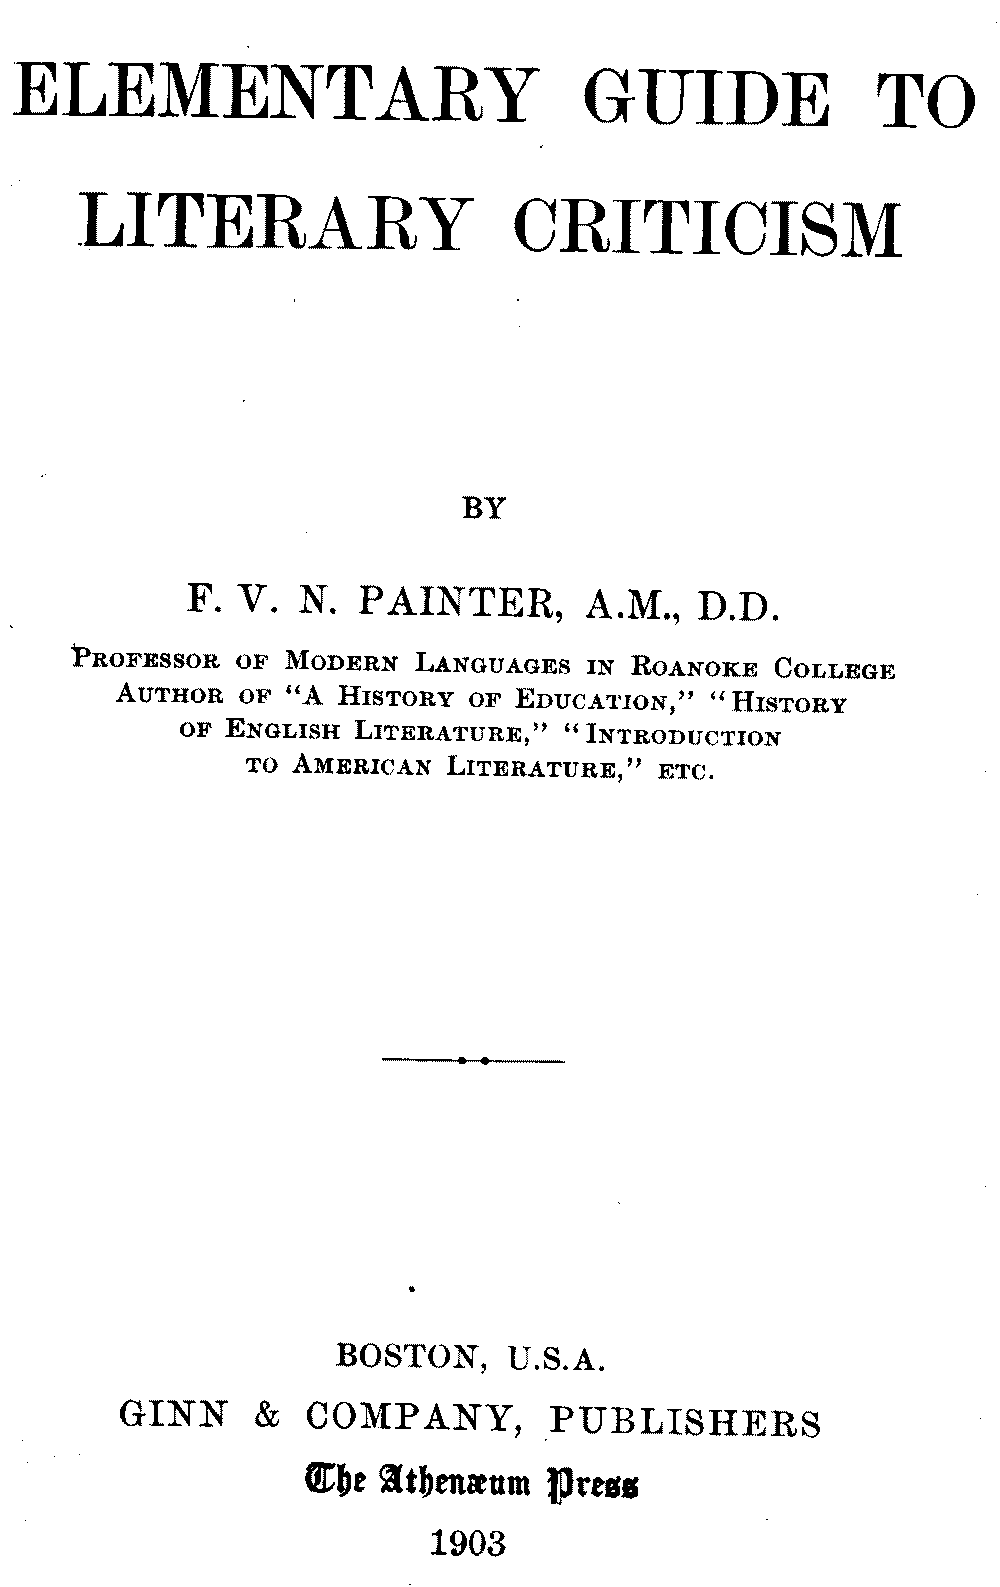 ELEMENTARY GUIDE TO
LITERARY CRITICISM
BY
F. V. N. PAINTER, A.M., D.D.
PROFESSOR OF MODERN LANGUAGES IN ROANOKE COLLEGE
AUTHOR OF "A HISTORY OF EDUCATION," "HISTORY
OF ENGLISH LITERATURE," "INTRODUCTION
TO AMERICAN LITERATURE," ETC.
BOSTON, U.S.A.
GINN & COMPANY, PUBLISHERS
The Athenæum Press
1903